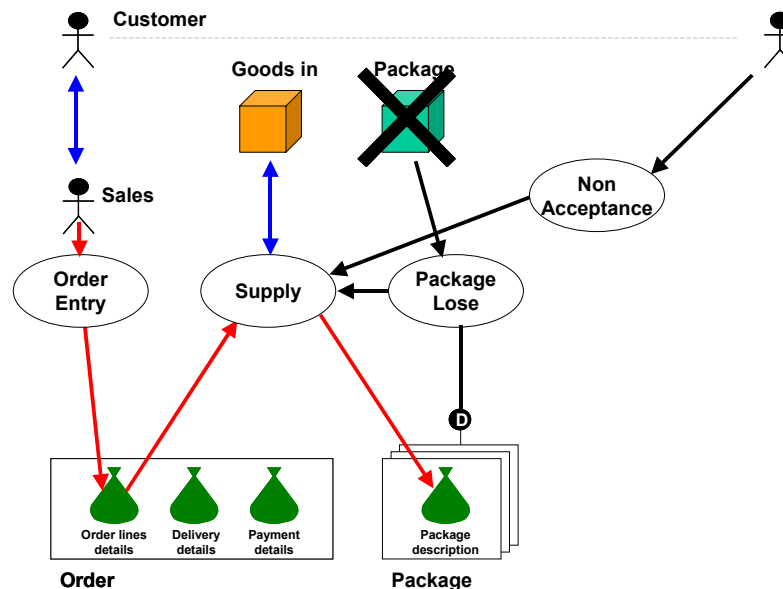 Customer
Goods in
Package
Sales
Non
Acceptance
Order
Entry
Supply
Package
Lose
D
Order lines
details
Delivery
details
Payment
details
Package
description
Order
Package